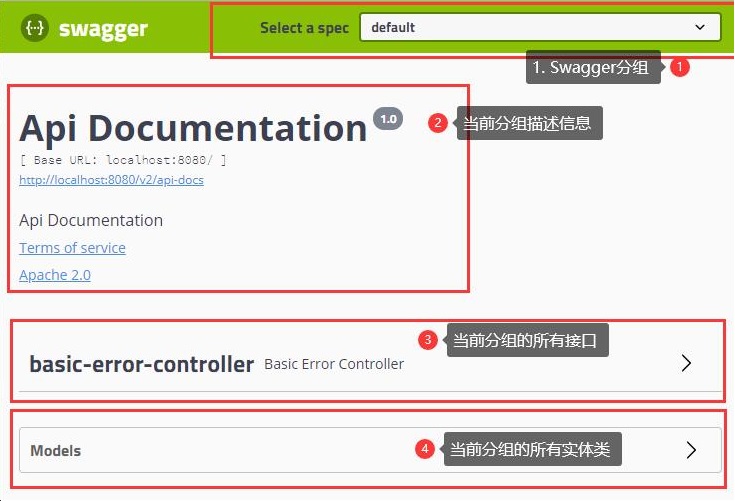 swagger
Select a spec default
1. Swagger分组 1
Api Documentation 1.0
2 当前分组描述信息
[ Base URL: localhost:8080/ ]
http://localhost:8080/v2/api-docs
Api Documentation
Terms of service
Apache 2.0
3 当前分组的所有接口
basic-error-controller Basic Error Controller
Models
4 当前分组的所有实体类